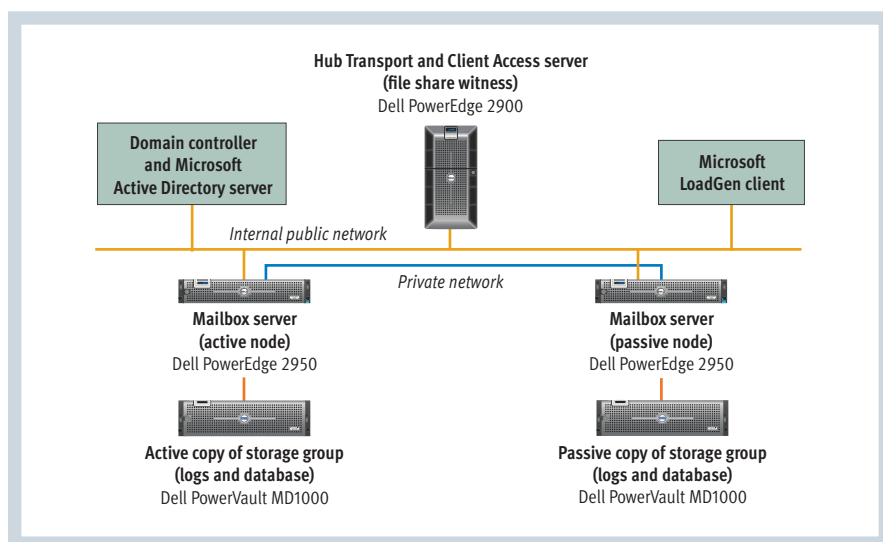 Hub Transport and Client Access server
(file share witness)
Dell PowerEdge 2900
Domain controller
and Microsoft
Active Directory server
Microsoft
LoadGen client
Internal public network
Private network
Mailbox server
(active node)
Dell PowerEdge 2950
Mailbox server
(passive node)
Dell PowerEdge 2950
Active copy of storage group
(logs and database)
Dell PowerVault MD1000
Passive copy of storage group
(logs and database)
Dell PowerVault MD1000